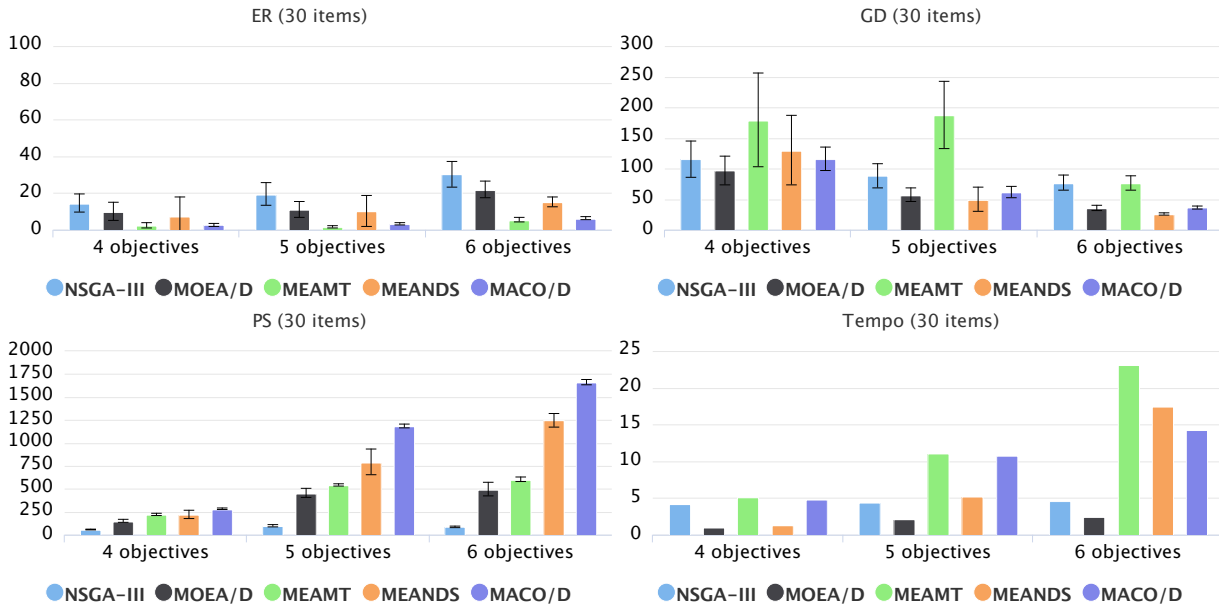 ER (30 items)
100
80
60
40
20
0
4 objectives 5 objectives 6 objectives
NSGA-III MOEA/D MEAMT MEANDS MACO/D
GD (30 items)
300
250
200
150
100
50
0
4 objectives 5 objectives 6 objectives
NSGA-III MOEA/D MEAMT MEANDS MACO/D
PS (30 items)
2000
1750
1500
1250
1000
750
500
250
0
4 objectives 5 objectives 6 objectives
NSGA-III MOEA/D MEAMT MEANDS MACO/D
Tempo (30 items)
25
20
15
10
5
0
4 objectives 5 objectives 6 objectives
NSGA-III MOEA/D MEAMT MEANDS MACO/D